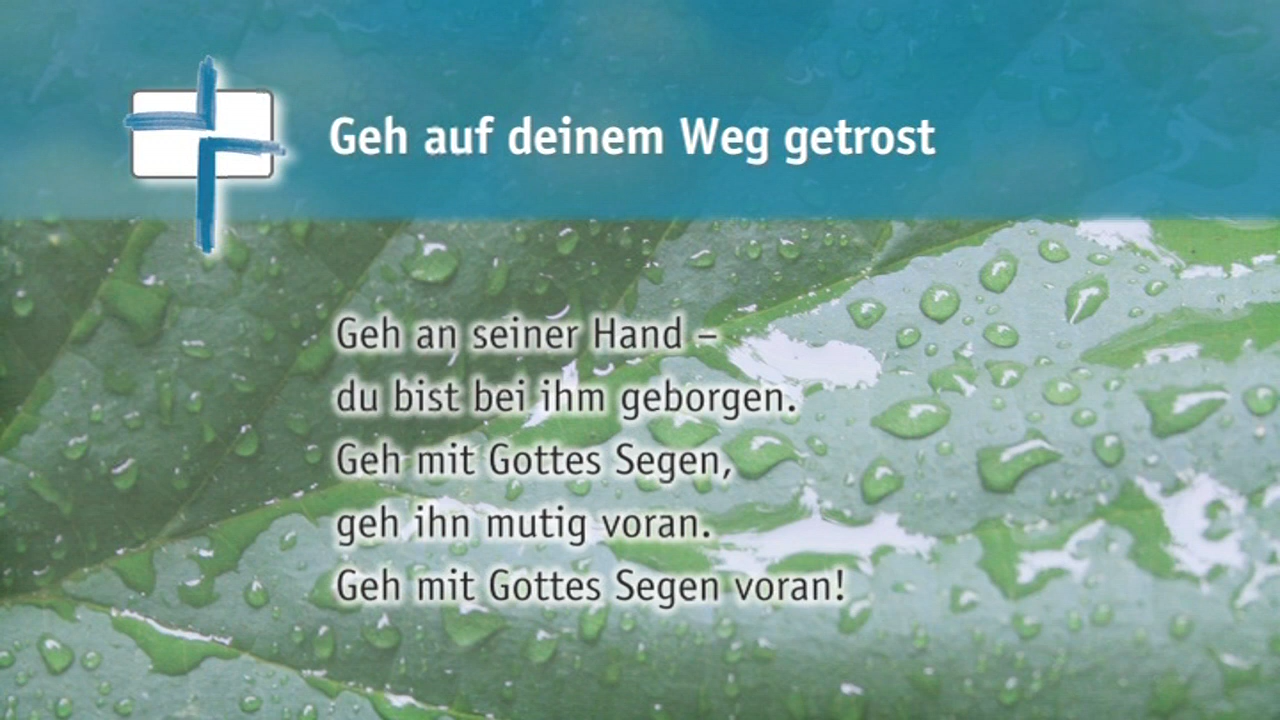 Geh auf deinem Weg getrost
Geh an seiner Hand –
du bist bei ihm geborgen.
Geh mit Gottes Segen,
geh ihn mutig voran.
Geh mit Gottes Segen voran!